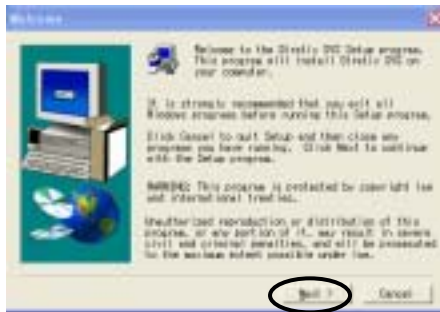 Welcome
Welcome to the DVS Setup program.
This program will install DVS on
your computer.
It is strongly recommended that you exit all
Windows programs before running this Setup program.
Click Cancel to quit Setup and then close any
programs you have running. Click Next to continue
with the Setup program.
WARNING: This program is protected by copyright law
and international treaties.
Unauthorized reproduction or distribution of this
program, or any portion of it, may result in severe
civil and criminal penalties, and will be prosecuted
to the maximum extent possible under law.
Next >
Cancel